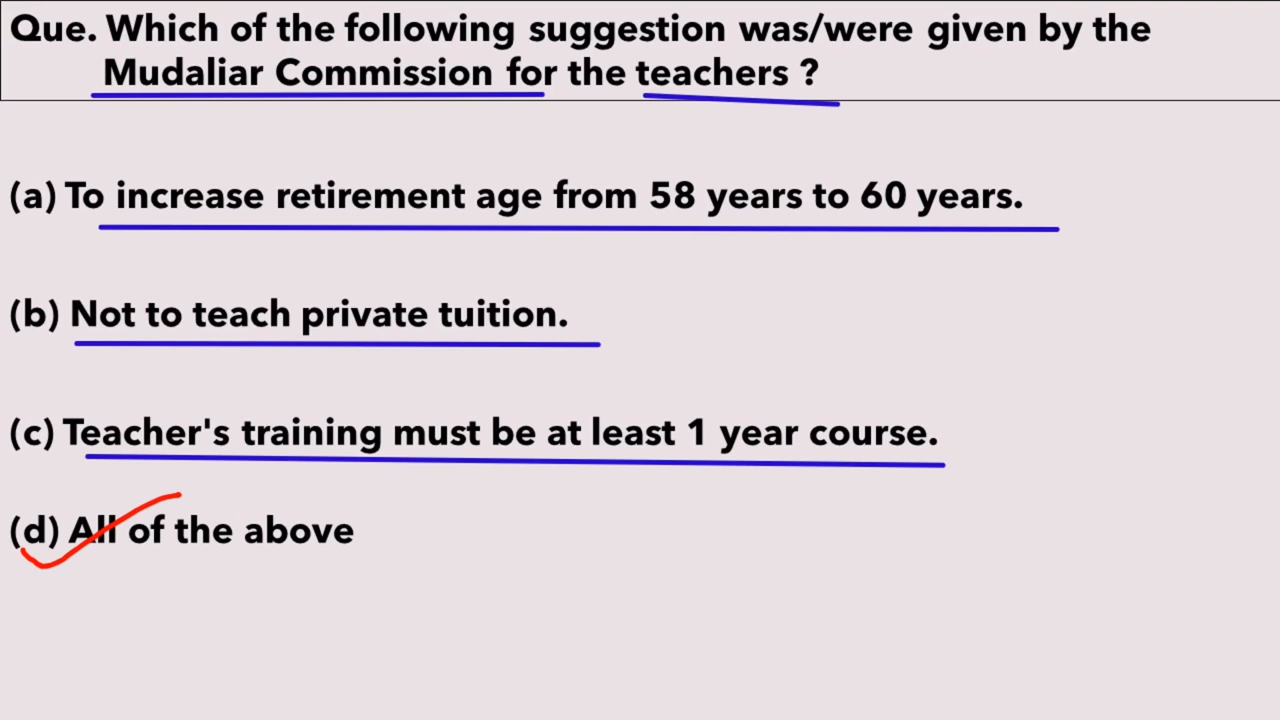 Que. Which of the following suggestion was/were given by the
Mudaliar Commission for the teachers ?
(a) To increase retirement age from 58 years to 60 years.
(b) Not to teach private tuition.
(c) Teacher's training must be at least 1 year course.
(d) All of the above